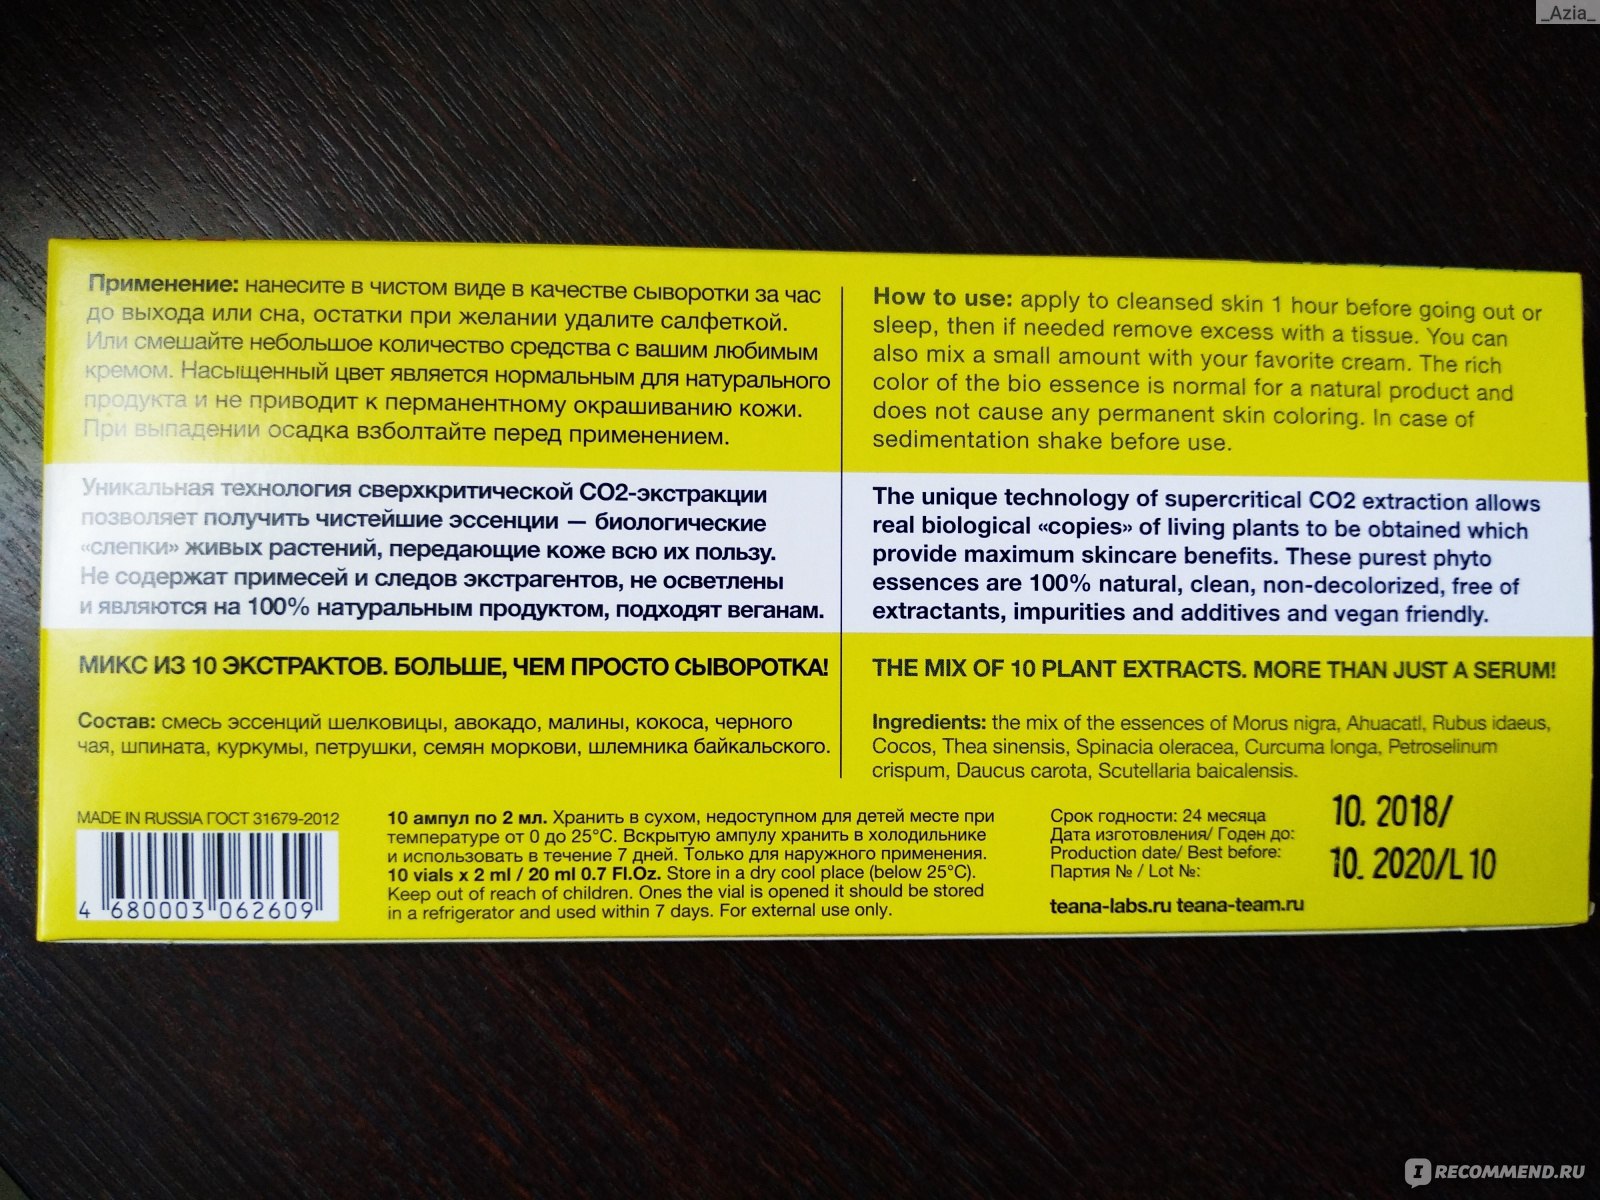 _Azia_
Применение: нанесите в чистом виде в качестве сыворотки за час
до выхода или сна, остатки при желании удалите салфеткой.
Или смешайте небольшое количество средства с вашим любимым
кремом. Насыщенный цвет является нормальным для натурального
продукта и не приводит к перманентному окрашиванию кожи.
При выпадении осадка взболтайте перед применением.
How to use: apply to cleansed skin 1 hour before going out or
sleep, then if needed remove excess with a tissue. You can
also mix a small amount with your favorite cream. The rich
color of the bio essence is normal for a natural product and
does not cause any permanent skin coloring. In case of
sedimentation shake before use.
Уникальная технология сверхкритической СО2-экстракции
позволяет получить чистейшие эссенции — биологические
«слепки» живых растений, передающие коже всю их пользу.
Не содержат примесей и следов экстрагентов, не осветлены
и являются на 100% натуральным продуктом, подходят веганам.
The unique technology of supercritical CO2 extraction allows
real biological «copies» of living plants to be obtained which
provide maximum skincare benefits. These purest phyto
essences are 100% natural, clean, non-decolorized, free of
extractants, impurities and additives and vegan friendly.
МИКС ИЗ 10 ЭКСТРАКТОВ. БОЛЬШЕ, ЧЕМ ПРОСТО СЫВОРОТКА!
THE MIX OF 10 PLANT EXTRACTS. MORE THAN JUST A SERUM!
Состав: смесь эссенций шелковицы, авокадо, малины, кокоса, черного
чая, шпината, куркумы, петрушки, семян моркови, шлемника байкальского.
Ingredients: the mix of the essences of Morus nigra, Ahuacatl, Rubus idaeus,
Cocos, Thea sinensis, Spinacia oleracea, Curcuma longa, Petroselinum
crispum, Daucus carota, Scutellaria baicalensis.
MADE IN RUSSIA ГОСТ 31679-2012
4 680003 062609
10 ампул по 2 мл. Хранить в сухом, недоступном для детей месте при
температуре от 0 до 25°С. Вскрытую ампулу хранить в холодильнике
и использовать в течение 7 дней. Только для наружного применения.
10 vials x 2 ml / 20 ml 0.7 Fl.Oz. Store in a dry cool place (below 25°C).
Keep out of reach of children. Ones the vial is opened it should be stored
in a refrigerator and used within 7 days. For external use only.
Срок годности: 24 месяца
Дата изготовления/ Годен до:
Production date/ Best before:
Партия № / Lot №:
teana-labs.ru teana-team.ru
10. 2018/
10. 2020/L10
IRECOMMEND.RU